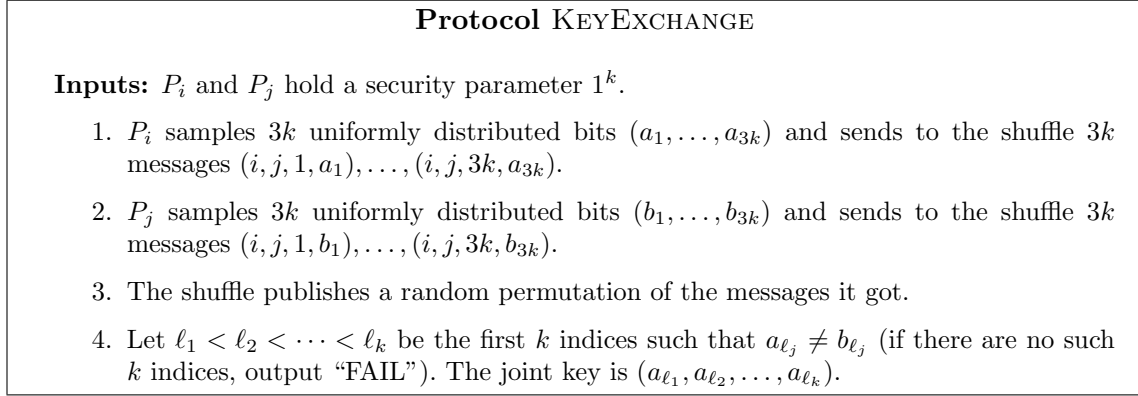 Protocol KEYEXCHANGE
Inputs: P_i and P_j hold a security parameter 1^k.
1. P_i samples 3k uniformly distributed bits (a_1, . . . , a_{3k}) and sends to the shuffle 3k
messages (i, j, 1, a_1), . . . , (i, j, 3k, a_{3k}).
2. P_j samples 3k uniformly distributed bits (b_1, . . . , b_{3k}) and sends to the shuffle 3k
messages (i, j, 1, b_1), . . . , (i, j, 3k, b_{3k}).
3. The shuffle publishes a random permutation of the messages it got.
4. Let ℓ_1 < ℓ_2 < · · · < ℓ_k be the first k indices such that a_{ℓ_j} ≠ b_{ℓ_j} (if there are no such
k indices, output “FAIL”). The joint key is (a_{ℓ_1}, a_{ℓ_2}, . . . , a_{ℓ_k}).